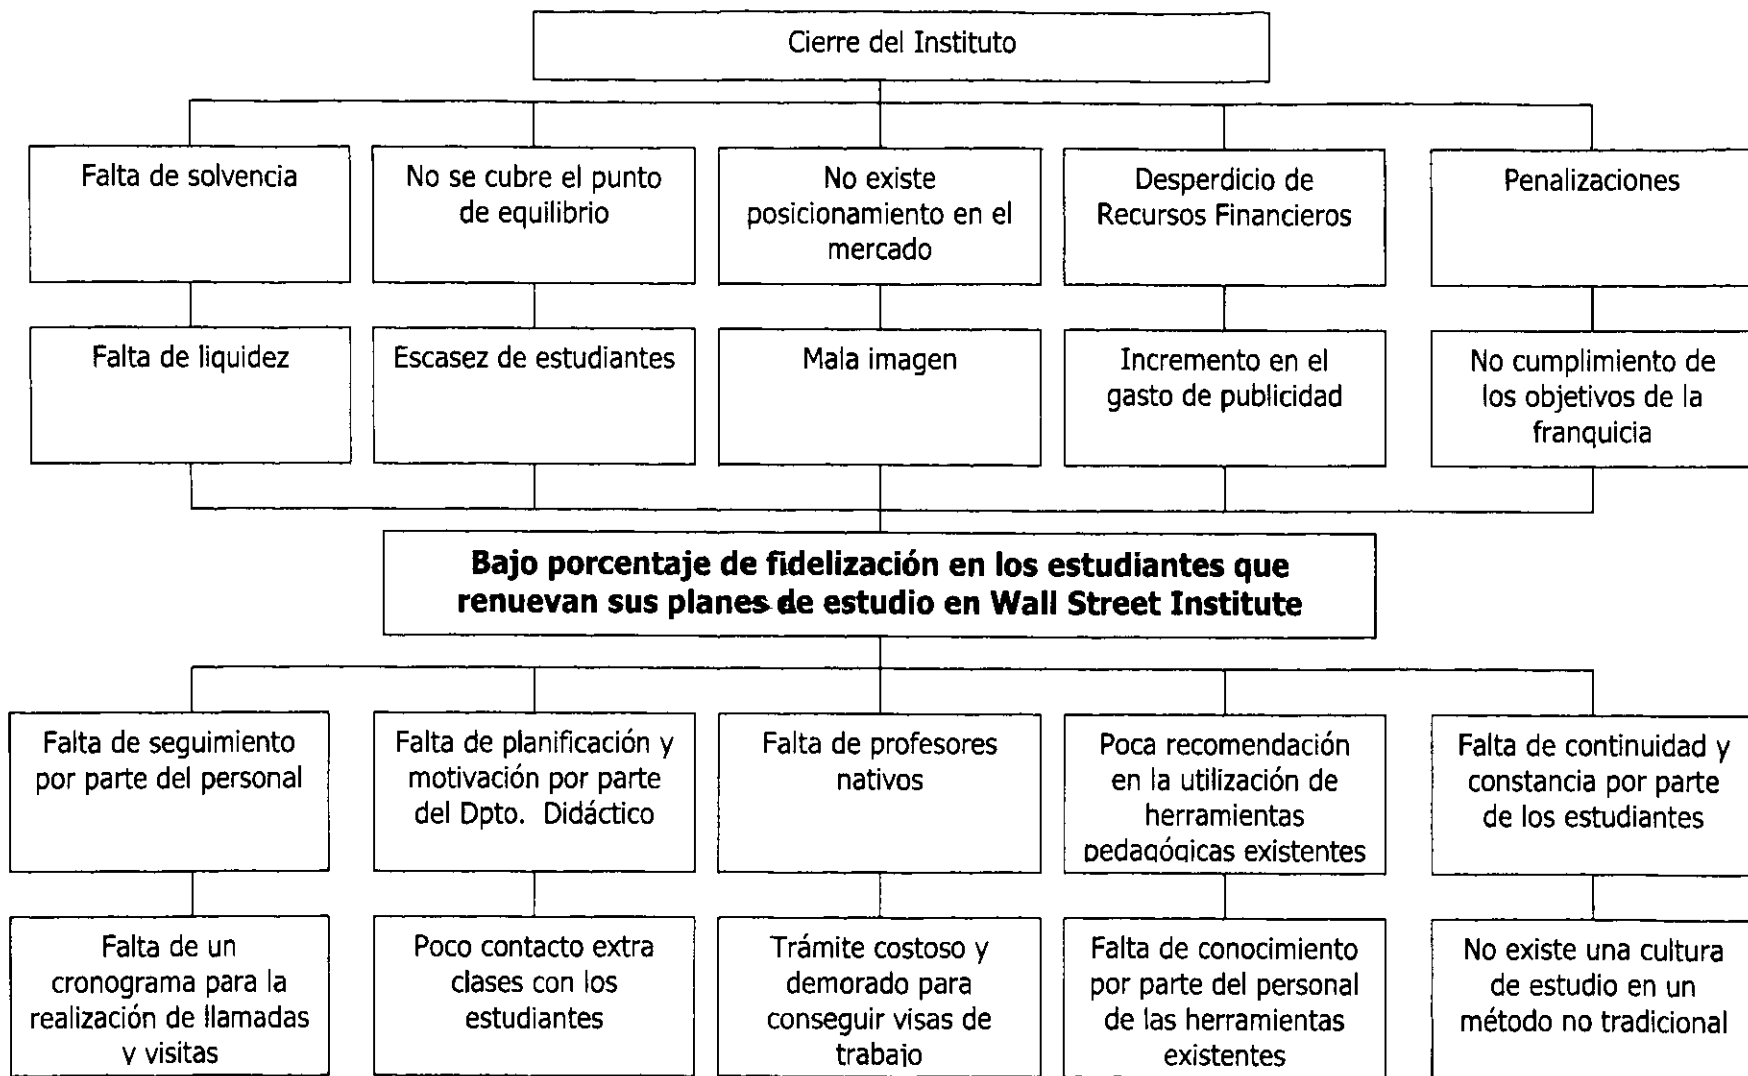 Cierre del Instituto
Falta de solvencia
No se cubre el punto
de equilibrio
No existe
posicionamiento en el
mercado
Desperdicio de
Recursos Financieros
Penalizaciones
Falta de liquidez
Escasez de estudiantes
Mala imagen
Incremento en el
gasto de publicidad
No cumplimiento de
los objetivos de la
franquicia
Bajo porcentaje de fidelización en los estudiantes que
renuevan sus planes de estudio en Wall Street Institute
Falta de seguimiento
por parte del personal
Falta de planificación y
motivación por parte
del Dpto. Didáctico
Falta de profesores
nativos
Poca recomendación
en la utilización de
herramientas
pedagógicas existentes
Falta de continuidad y
constancia por parte
de los estudiantes
Falta de un
cronograma para la
realización de llamadas
y visitas
Poco contacto extra
clases con los
estudiantes
Trámite costoso y
demorado para
conseguir visas de
trabajo
Falta de conocimiento
por parte del personal
de las herramientas
existentes
No existe una cultura
de estudio en un
método no tradicional